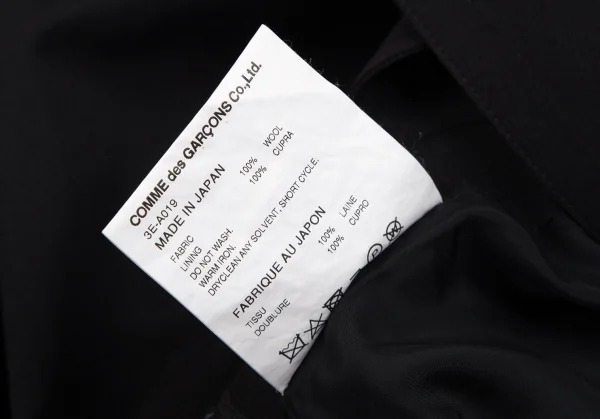 COMME des GARÇONS Co.,Ltd.
3E-A019
MADE IN JAPAN
FABRIC 100% WOOL
LINING 100% CUPRA
DO NOT WASH.
WARM IRON.
DRYCLEAN ANY SOLVENT, SHORT CYCLE.
FABRIQUE AU JAPON
TISSU 100% LAINE
DOUBLURE 100% CUPRO
P